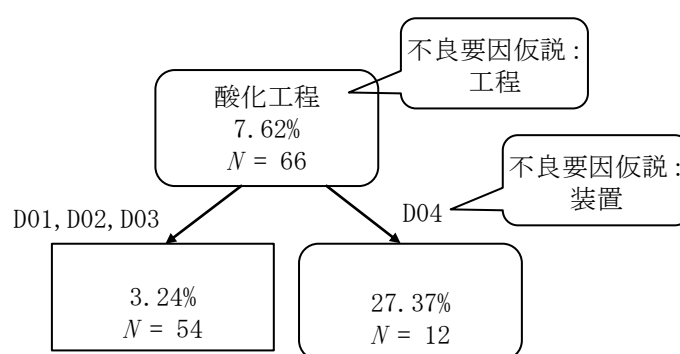 不良要因仮説:
工程
酸化工程
7.62%
N = 66
不良要因仮説:
装置
D01,D02,D03
D04
3.24%
N = 54
27.37%
N = 12